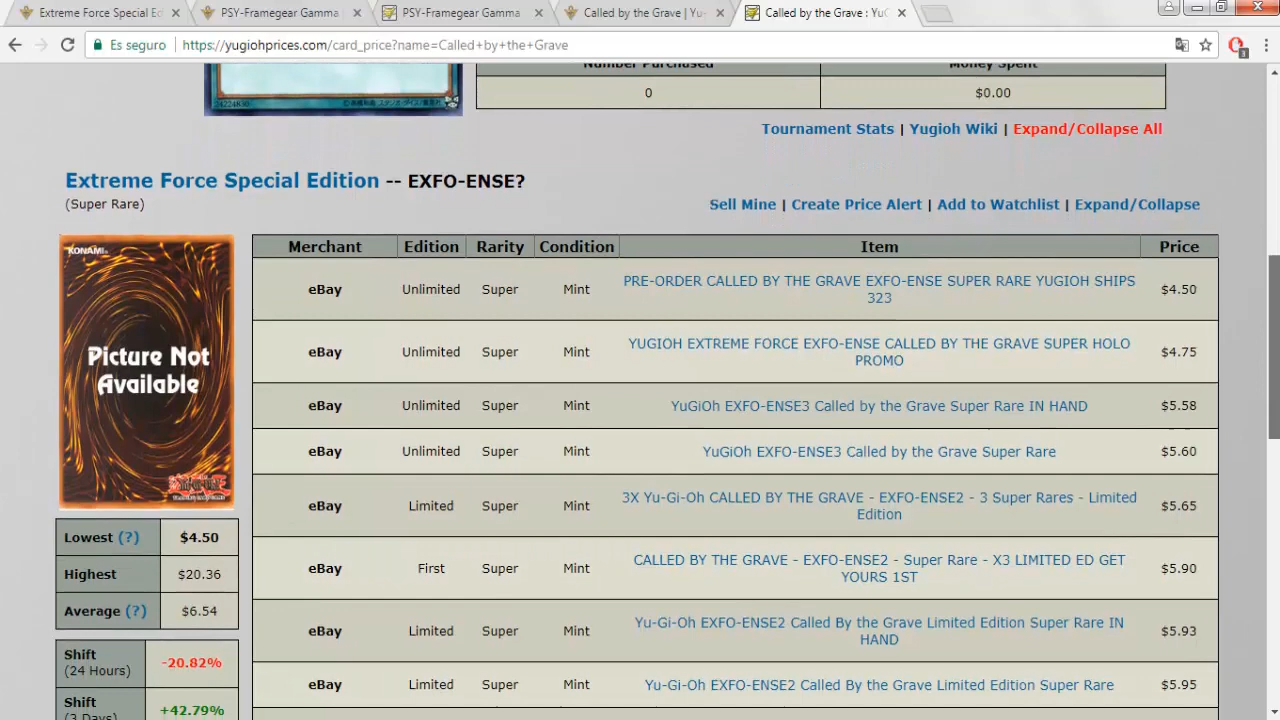 Extreme Force Special Ed
PSY-Framegear Gamma
PSY-Framegear Gamma
Called by the Grave | Yu-
Called by the Grave : YuG
Es seguro
https://yugiohprices.com/card_price?name=Called+by+the+Grave
3
Number Purchased
Money Spent
0
$0.00
Tournament Stats | Yugioh Wiki | Expand/Collapse All
Extreme Force Special Edition -- EXFO-ENSE?
(Super Rare)
Sell Mine | Create Price Alert | Add to Watchlist | Expand/Collapse
KONAMI
Picture Not
Available
Merchant Edition Rarity Condition Item Price
eBay Unlimited Super Mint PRE-ORDER CALLED BY THE GRAVE EXFO-ENSE SUPER RARE YUGIOH SHIPS $4.50
323
eBay Unlimited Super Mint YUGIOH EXTREME FORCE EXFO-ENSE CALLED BY THE GRAVE SUPER HOLO $4.75
PROMO
eBay Unlimited Super Mint YuGiOh EXFO-ENSE3 Called by the Grave Super Rare IN HAND $5.58
eBay Unlimited Super Mint YuGiOh EXFO-ENSE3 Called by the Grave Super Rare $5.60
eBay Limited Super Mint 3X Yu-Gi-Oh CALLED BY THE GRAVE - EXFO-ENSE2 - 3 Super Rares - Limited $5.65
Edition
eBay First Super Mint CALLED BY THE GRAVE - EXFO-ENSE2 - Super Rare - X3 LIMITED ED GET $5.90
YOURS 1ST
eBay Limited Super Mint Yu-Gi-Oh EXFO-ENSE2 Called By the Grave Limited Edition Super Rare IN $5.93
HAND
eBay Limited Super Mint Yu-Gi-Oh EXFO-ENSE2 Called By the Grave Limited Edition Super Rare $5.95
Lowest (?) $4.50
Highest $20.36
Average (?) $6.54
Shift
(24 Hours) -20.82%
Shift
(3 Days) +42.79%